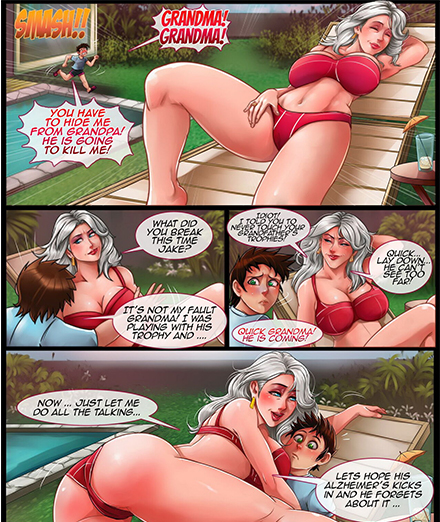 SMASH!!
GRANDMA!
GRANDMA!
YOU HAVE
TO HIDE ME
FROM GRANDPA!
HE IS GOING
TO KILL ME!
WHAT DID
YOU BREAK
THIS TIME
JAKE?
IT'S NOT MY FAULT
GRANDMA! I WAS
PLAYING WITH HIS
TROPHY AND ....
IDIOT!
I TOLD YOU TO
NEVER TOUCH YOUR
GRANDFATHER'S
TROPHIES!
QUICK...
LAY DOWN...
HE CAN'T
SEE TOO
FAR!
QUICK GRANDMA!
HE IS COMING!
NOW ... JUST LET ME
DO ALL THE TALKING...
LETS HOPE HIS
ALZHEIMER'S KICKS
IN AND HE FORGETS
ABOUT IT ...